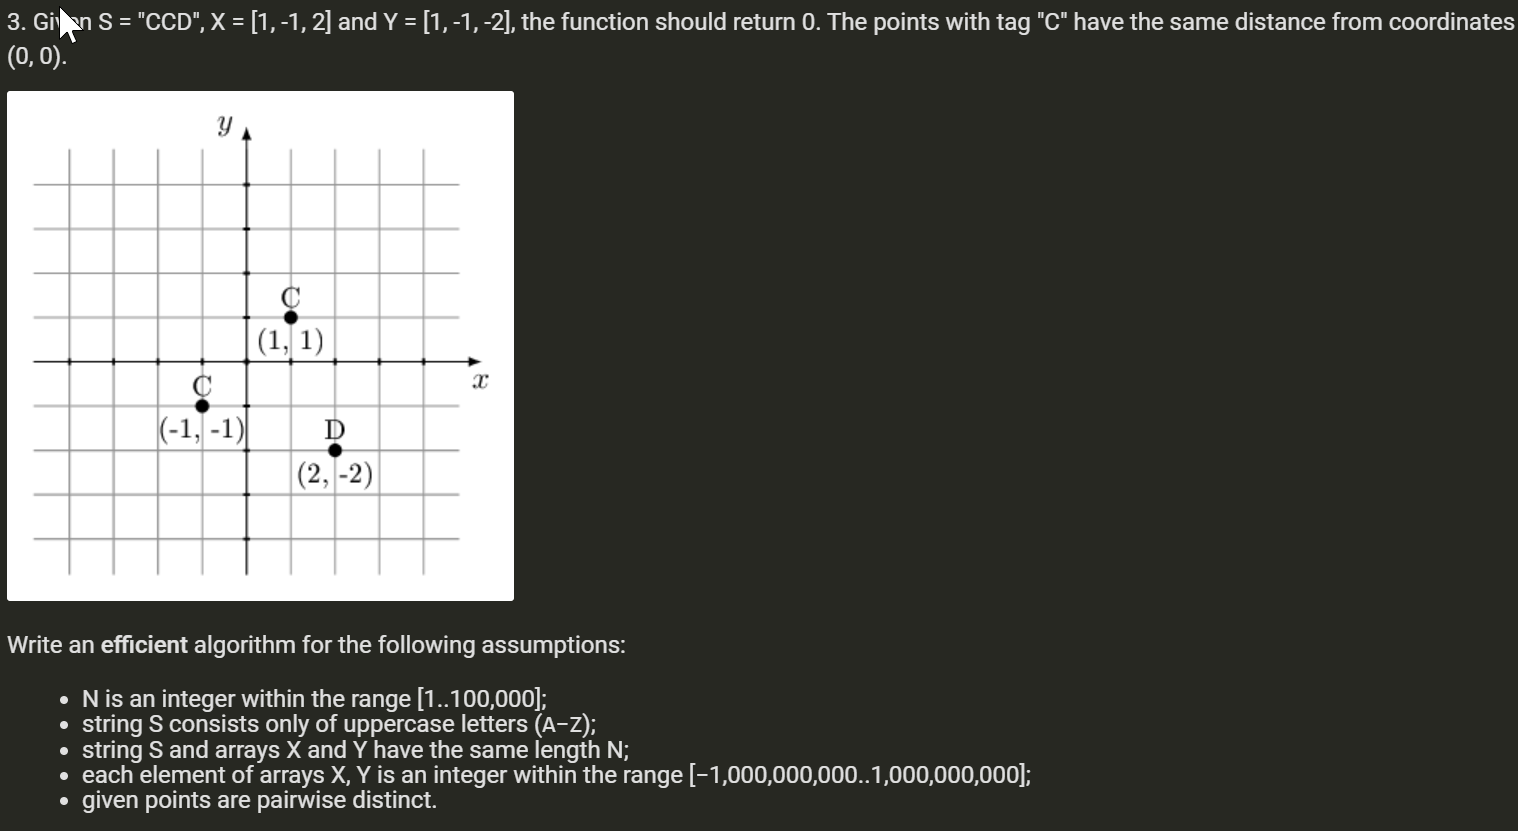 3. Given S = "CCD", X = [1, -1, 2] and Y = [1, -1, -2], the function should return 0. The points with tag "C" have the same distance from coordinates
(0, 0).
y
C
(1, 1)
x
C
(-1, -1)
D
(2, -2)
Write an efficient algorithm for the following assumptions:
• N is an integer within the range [1..100,000];
• string S consists only of uppercase letters (A−Z);
• string S and arrays X and Y have the same length N;
• each element of arrays X, Y is an integer within the range [−1,000,000,000..1,000,000,000];
• given points are pairwise distinct.